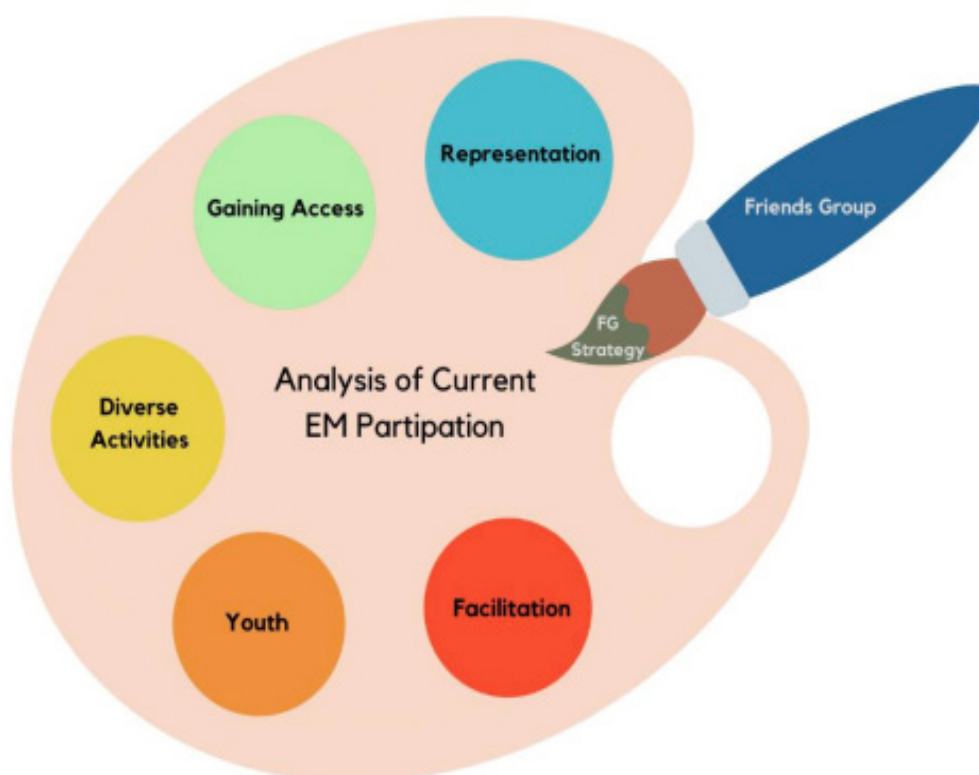 Representation
Gaining Access
Friends Group
FG
Strategy
Analysis of Current
EM Partipation
Diverse
Activities
Youth
Facilitation